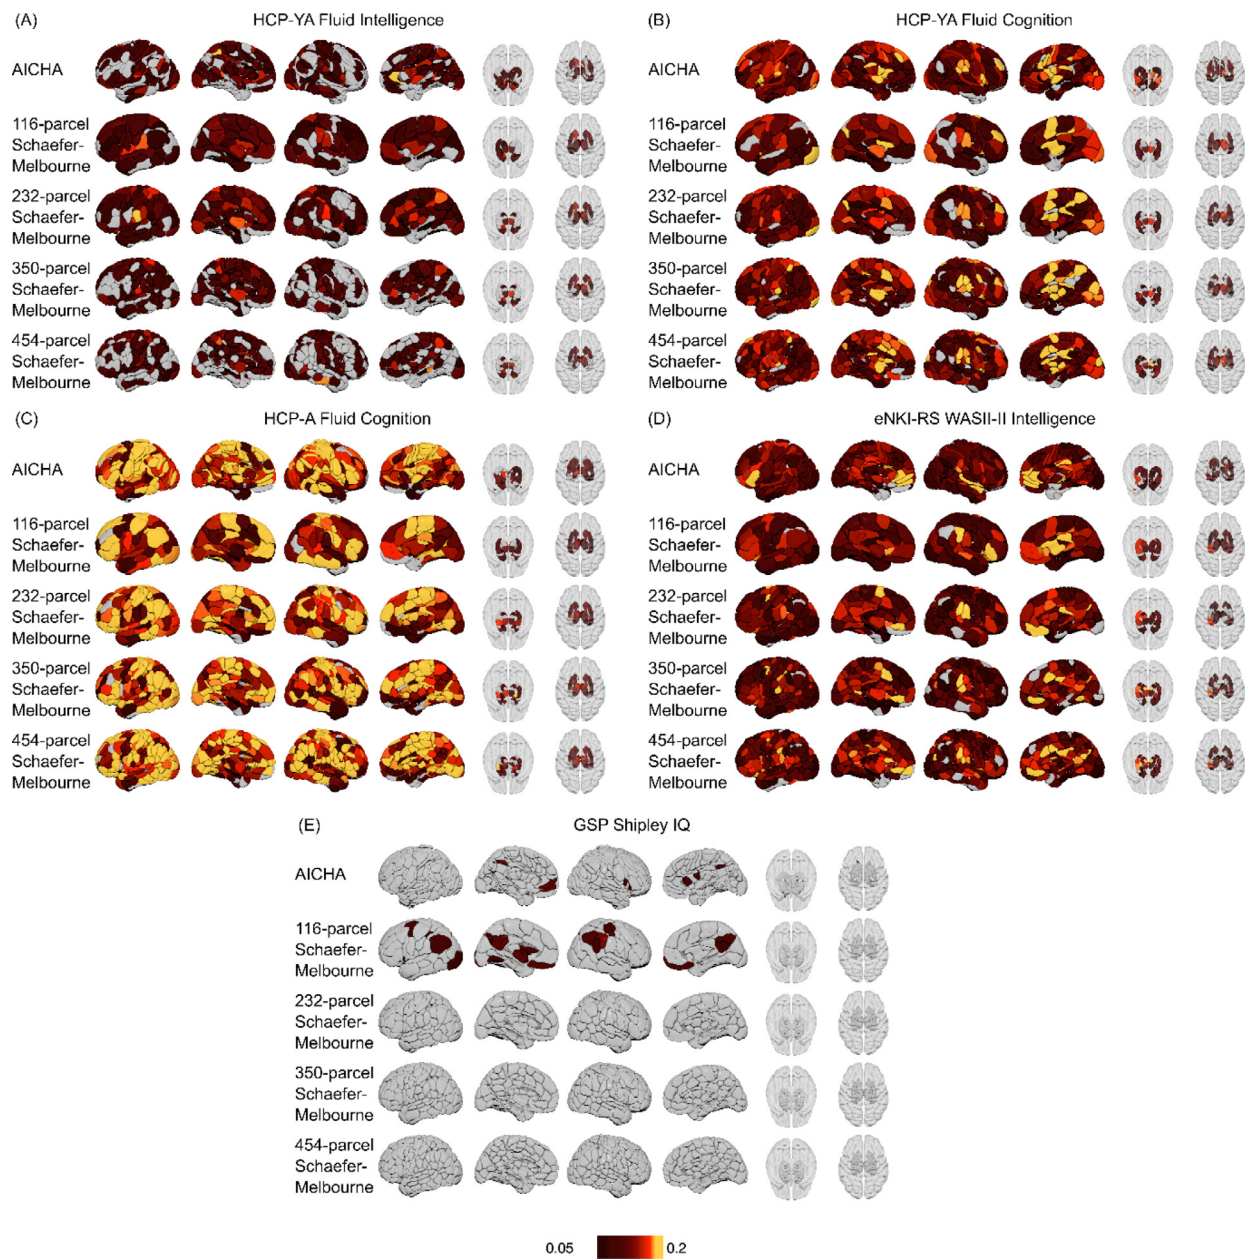 (A) HCP-YA Fluid Intelligence
AICHA
116-parcel
Schaefer-
Melbourne
232-parcel
Schaefer-
Melbourne
350-parcel
Schaefer-
Melbourne
454-parcel
Schaefer-
Melbourne
(B) HCP-YA Fluid Cognition
AICHA
116-parcel
Schaefer-
Melbourne
232-parcel
Schaefer-
Melbourne
350-parcel
Schaefer-
Melbourne
454-parcel
Schaefer-
Melbourne
(C) HCP-A Fluid Cognition
AICHA
116-parcel
Schaefer-
Melbourne
232-parcel
Schaefer-
Melbourne
350-parcel
Schaefer-
Melbourne
454-parcel
Schaefer-
Melbourne
(D) eNKI-RS WASII-II Intelligence
AICHA
116-parcel
Schaefer-
Melbourne
232-parcel
Schaefer-
Melbourne
350-parcel
Schaefer-
Melbourne
454-parcel
Schaefer-
Melbourne
(E) GSP Shipley IQ
AICHA
116-parcel
Schaefer-
Melbourne
232-parcel
Schaefer-
Melbourne
350-parcel
Schaefer-
Melbourne
454-parcel
Schaefer-
Melbourne
0.05 0.2